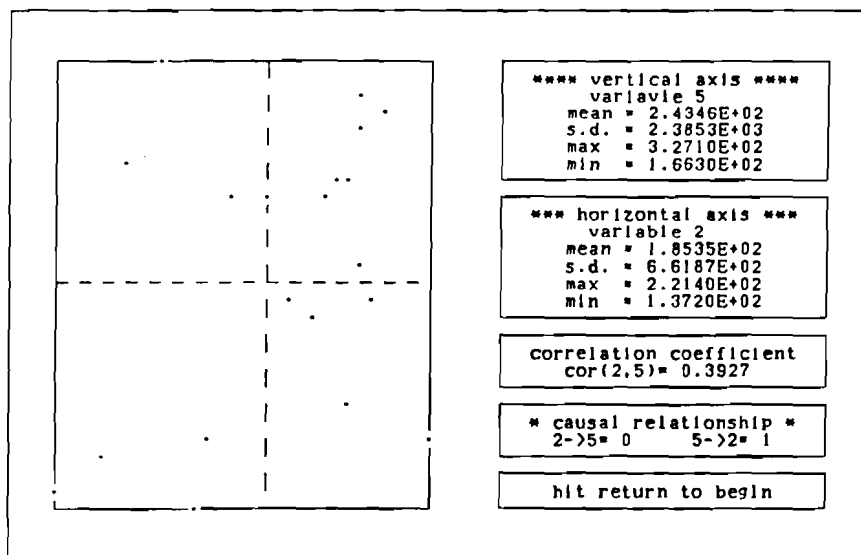 **** vertical axis ****
variavie 5
mean = 2.4346E+02
s.d. = 2.3853E+03
max = 3.2710E+02
min = 1.6630E+02
*** horizontal axis ***
variable 2
mean = 1.8535E+02
s.d. = 6.6187E+02
max = 2.2140E+02
min = 1.3720E+02
correlation coefficient
cor(2,5)= 0.3927
* causal relationship *
2->5= 0 5->2= 1
hit return to begin